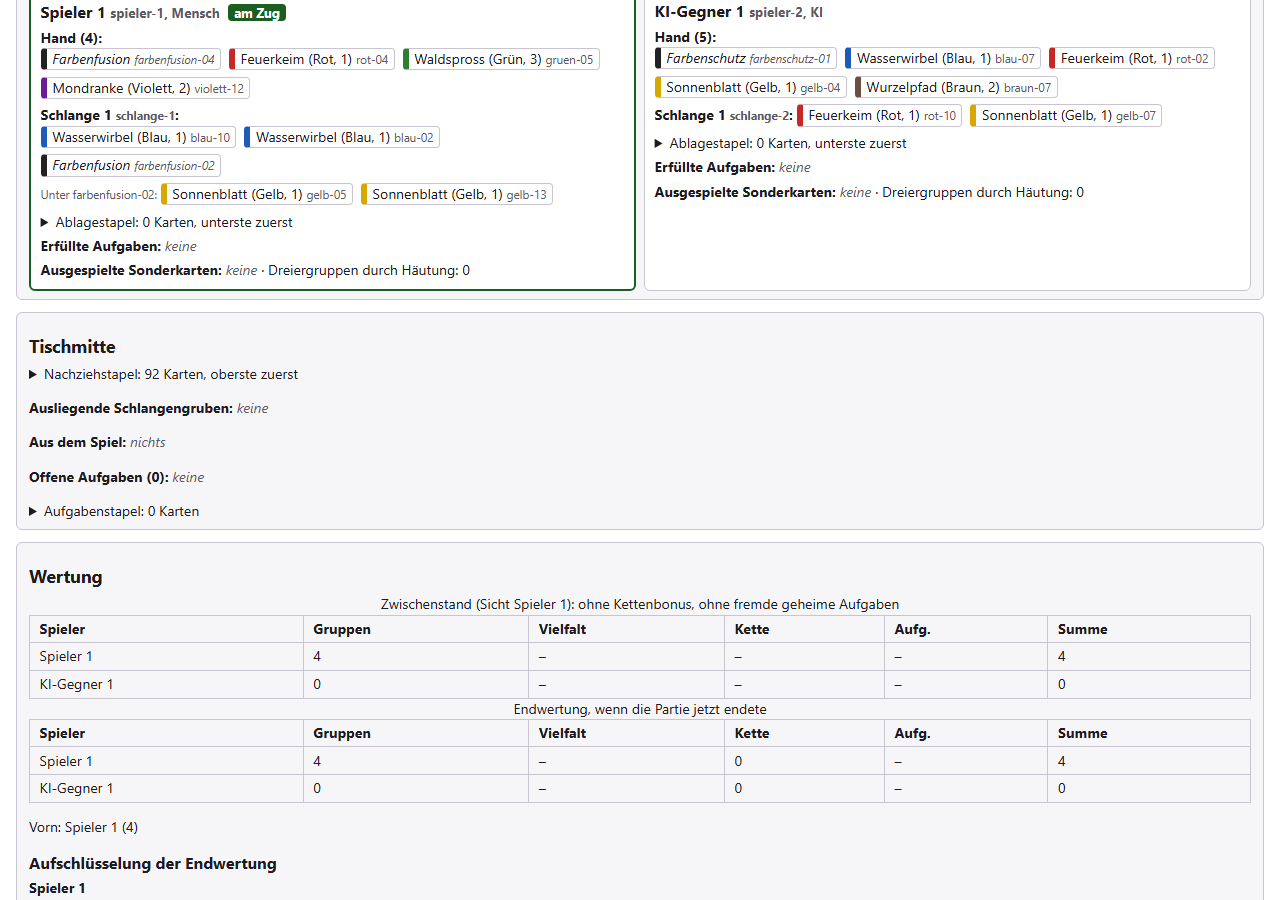 Spieler 1 spieler-1, Mensch am Zug
Hand (4):
Farbenfusion farbenfusion-04 Feuerkeim (Rot, 1) rot-04 Waldspross (Grün, 3) gruen-05
Mondranke (Violett, 2) violett-12
Schlange 1 schlange-1:
Wasserwirbel (Blau, 1) blau-10 Wasserwirbel (Blau, 1) blau-02
Farbenfusion farbenfusion-02
Unter farbenfusion-02: Sonnenblatt (Gelb, 1) gelb-05 Sonnenblatt (Gelb, 1) gelb-13
Ablagestapel: 0 Karten, unterste zuerst
Erfüllte Aufgaben: keine
Ausgespielte Sonderkarten: keine · Dreiergruppen durch Häutung: 0
KI-Gegner 1 spieler-2, KI
Hand (5):
Farbenschutz farbenschutz-01 Wasserwirbel (Blau, 1) blau-07 Feuerkeim (Rot, 1) rot-02
Sonnenblatt (Gelb, 1) gelb-04 Wurzelpfad (Braun, 2) braun-07
Schlange 1 schlange-2: Feuerkeim (Rot, 1) rot-10 Sonnenblatt (Gelb, 1) gelb-07
Ablagestapel: 0 Karten, unterste zuerst
Erfüllte Aufgaben: keine
Ausgespielte Sonderkarten: keine · Dreiergruppen durch Häutung: 0
Tischmitte
Nachziehstapel: 92 Karten, oberste zuerst
Ausliegende Schlangengruben: keine
Aus dem Spiel: nichts
Offene Aufgaben (0): keine
Aufgabenstapel: 0 Karten
Wertung
Zwischenstand (Sicht Spieler 1): ohne Kettenbonus, ohne fremde geheime Aufgaben
Spieler Gruppen Vielfalt Kette Aufg. Summe
Spieler 1 4 – – – 4
KI-Gegner 1 0 – – – 0
Endwertung, wenn die Partie jetzt endete
Spieler Gruppen Vielfalt Kette Aufg. Summe
Spieler 1 4 – 0 – 4
KI-Gegner 1 0 – 0 – 0
Vorn: Spieler 1 (4)
Aufschlüsselung der Endwertung
Spieler 1